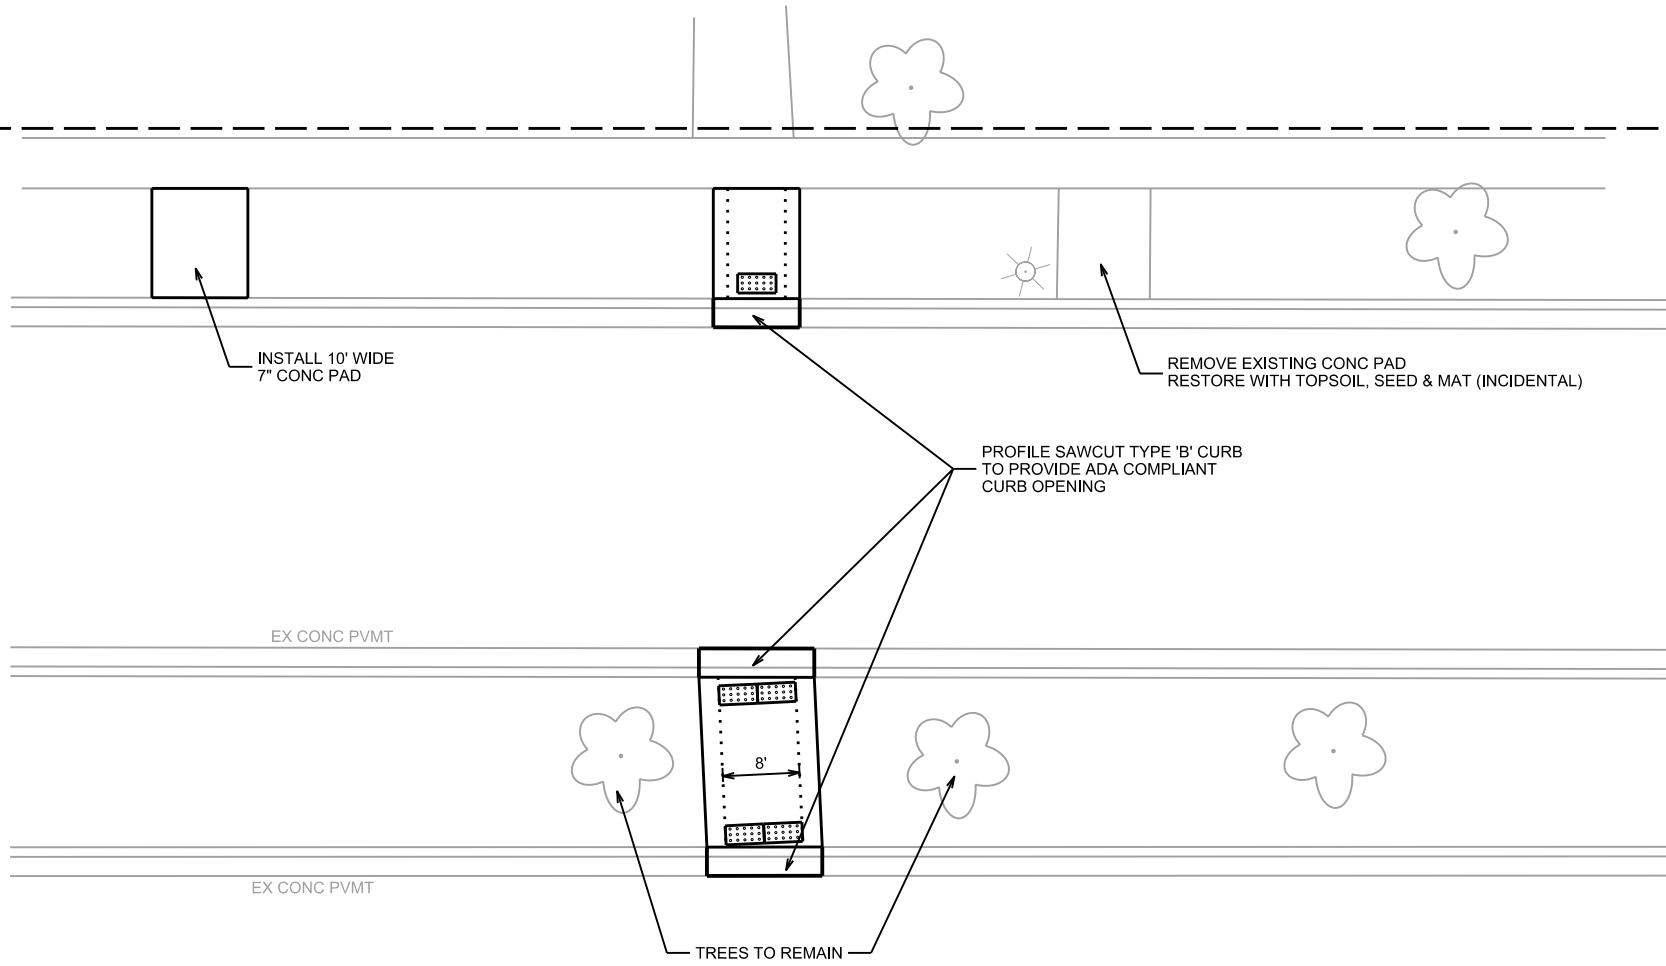 INSTALL 10' WIDE
7" CONC PAD
REMOVE EXISTING CONC PAD
RESTORE WITH TOPSOIL, SEED & MAT (INCIDENTAL)
PROFILE SAWCUT TYPE 'B' CURB
TO PROVIDE ADA COMPLIANT
CURB OPENING
EX CONC PVMT
8'
EX CONC PVMT
TREES TO REMAIN